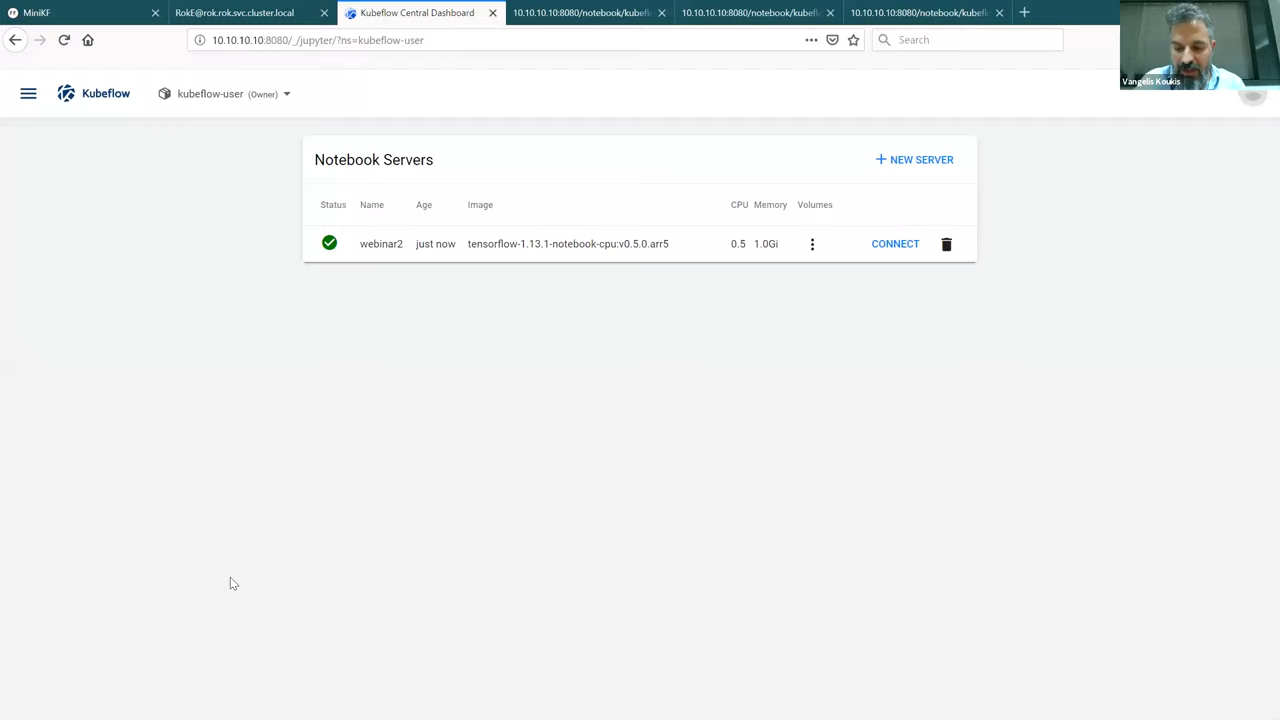 MiniKF
RokE@rok.rok.svc.cluster.local
Kubeflow Central Dashboard
10.10.10.10:8080/notebook/kubefl
10.10.10.10:8080/notebook/kubefl
10.10.10.10:8080/notebook/kubefl
10.10.10.10:8080/_/jupyter/?ns=kubeflow-user
Search
Vangelis Koukis
Kubeflow
kubeflow-user (Owner)
Notebook Servers
+ NEW SERVER
Status Name Age Image CPU Memory Volumes
webinar2 just now tensorflow-1.13.1-notebook-cpu:v0.5.0.arr5 0.5 1.0Gi CONNECT